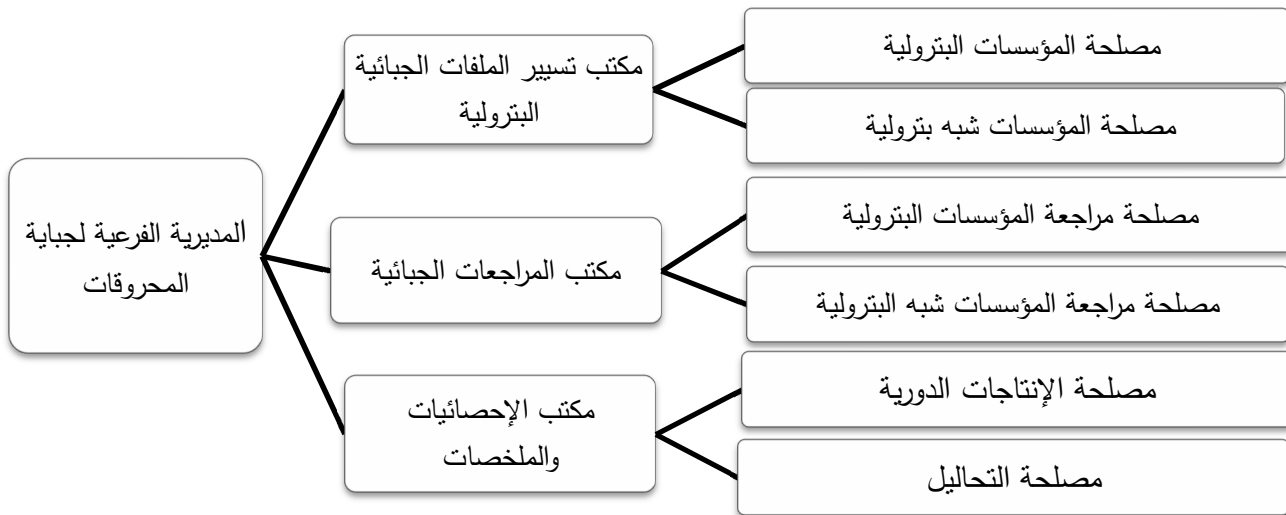 المديرية الفرعية لجباية
المحروقات
مكتب تسيير الملفات الجبائية
البترولية
مصلحة المؤسسات البترولية
مصلحة المؤسسات شبه بترولية
مكتب المراجعات الجبائية
مصلحة مراجعة المؤسسات البترولية
مصلحة مراجعة المؤسسات شبه البترولية
مكتب الإحصائيات
والملخصات
مصلحة الإنتاجات الدورية
مصلحة التحاليل